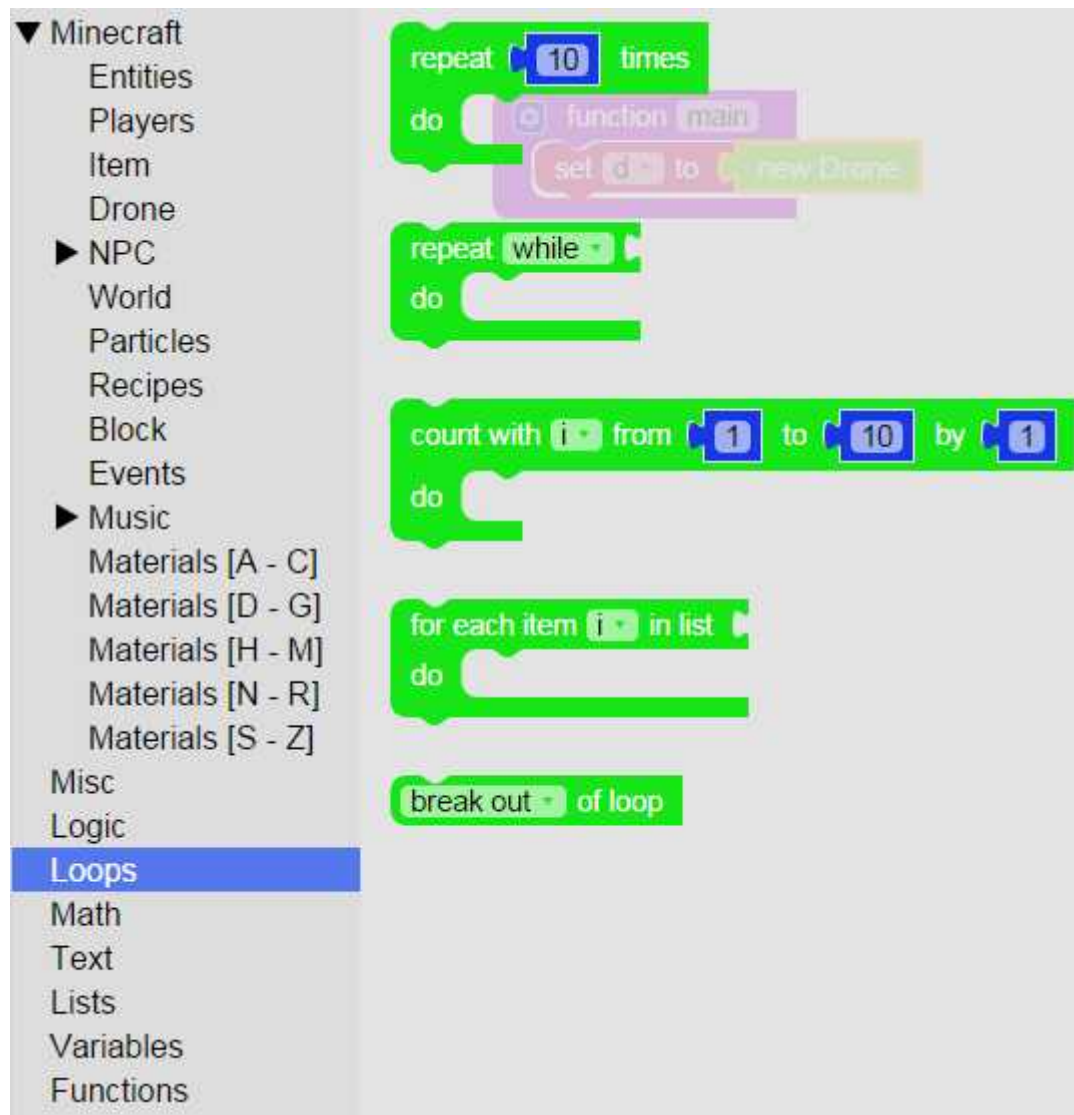 ▼ Minecraft
Entities
Players
Item
Drone
▶ NPC
World
Particles
Recipes
Block
Events
▶ Music
Materials [A - C]
Materials [D - G]
Materials [H - M]
Materials [N - R]
Materials [S - Z]
Misc
Logic
Loops
Math
Text
Lists
Variables
Functions
repeat 10 times
do
function main
set d to new Drone
repeat while
do
count with i from 1 to 10 by 1
do
for each item i in list
do
break out of loop